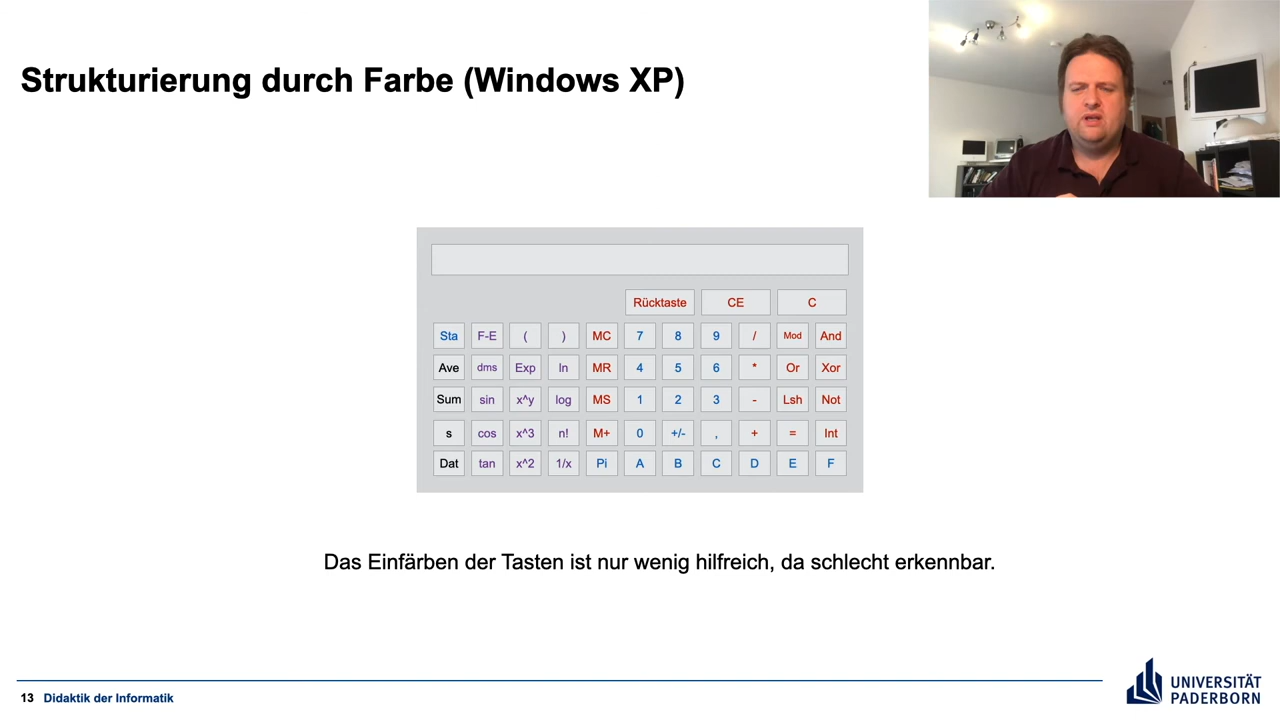 Strukturierung durch Farbe (Windows XP)
Rücktaste CE C
Sta F-E ( ) MC 7 8 9 / Mod And
Ave dms Exp ln MR 4 5 6 * Or Xor
Sum sin x^y log MS 1 2 3 - Lsh Not
s cos x^3 n! M+ 0 +/- , + = Int
Dat tan x^2 1/x Pi A B C D E F
Das Einfärben der Tasten ist nur wenig hilfreich, da schlecht erkennbar.
13 Didaktik der Informatik
UNIVERSITÄT
PADERBORN